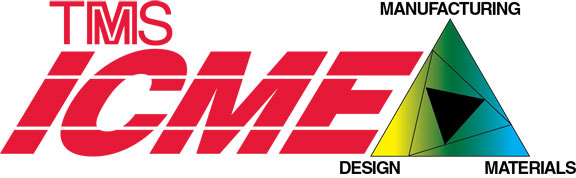 TMS
ICME
MANUFACTURING
DESIGN
MATERIALS